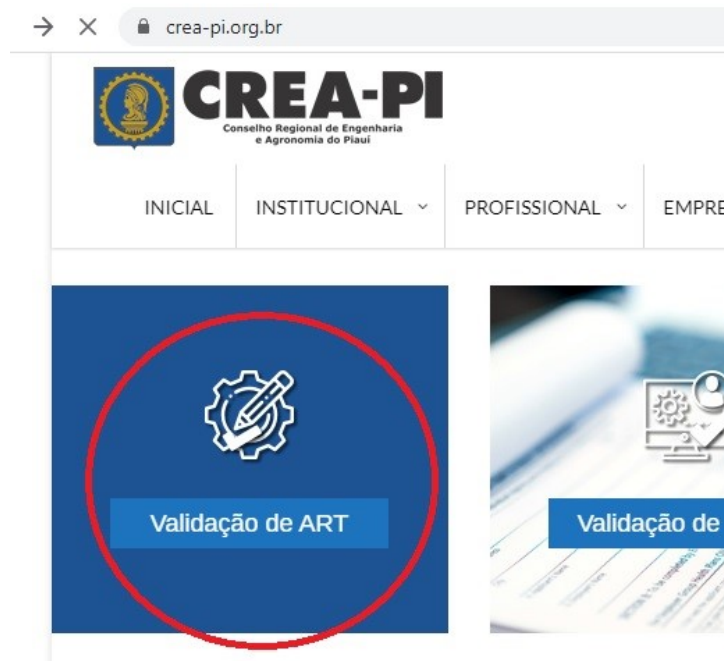 crea-pi.org.br
CREA-PI
Conselho Regional de Engenharia
e Agronomia do Piauí
INICIAL INSTITUCIONAL PROFISSIONAL EMPRE
Validação de ART
Validação de